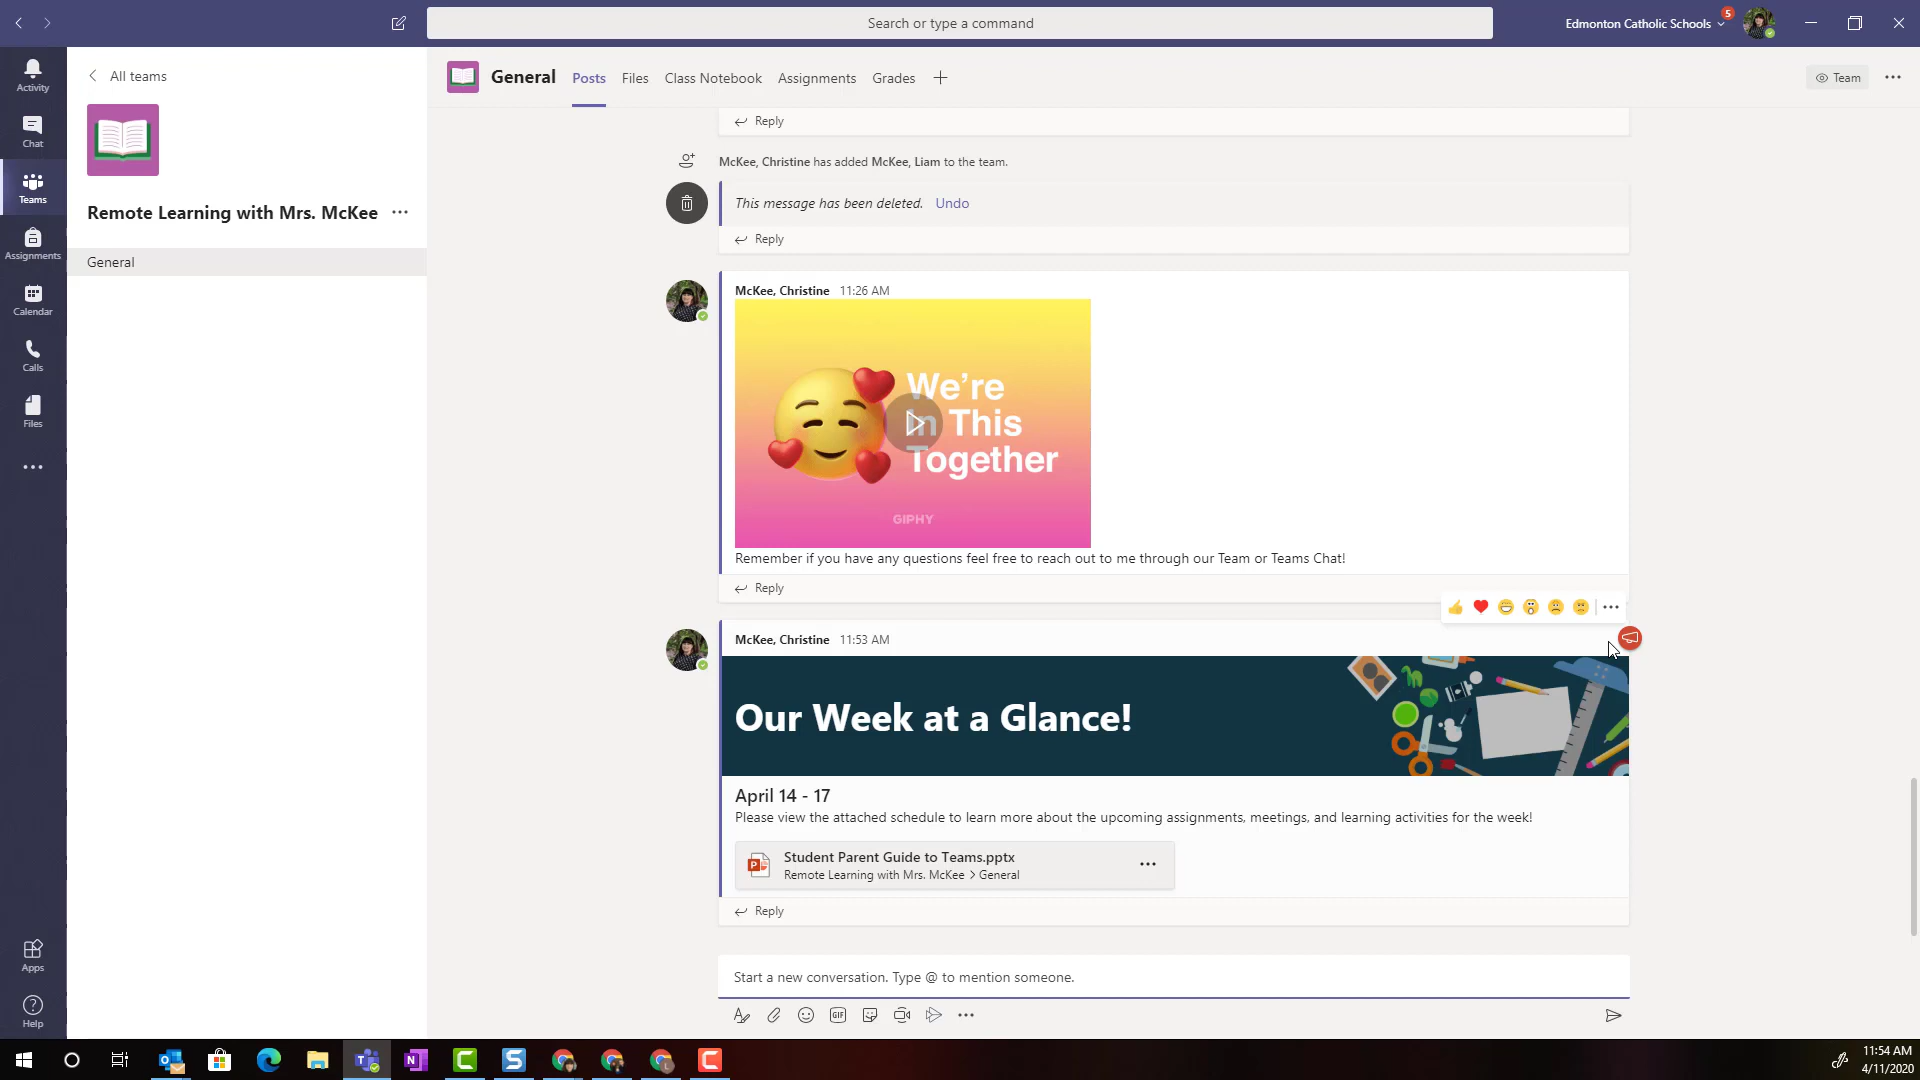 Search or type a command
Edmonton Catholic Schools
5
Activity
Chat
Teams
Assignments
Calendar
Calls
Files
Apps
Help
All teams
Remote Learning with Mrs. McKee
General
General
Posts
Files
Class Notebook
Assignments
Grades
Team
Reply
McKee, Christine has added McKee, Liam to the team.
This message has been deleted. Undo
Reply
McKee, Christine 11:26 AM
We're
In This
Together
GIPHY
Remember if you have any questions feel free to reach out to me through our Team or Teams Chat!
Reply
McKee, Christine 11:53 AM
Our Week at a Glance!
April 14 - 17
Please view the attached schedule to learn more about the upcoming assignments, meetings, and learning activities for the week!
Student Parent Guide to Teams.pptx
Remote Learning with Mrs. McKee > General
Reply
Start a new conversation. Type @ to mention someone.
GIF
11:54 AM
4/11/2020